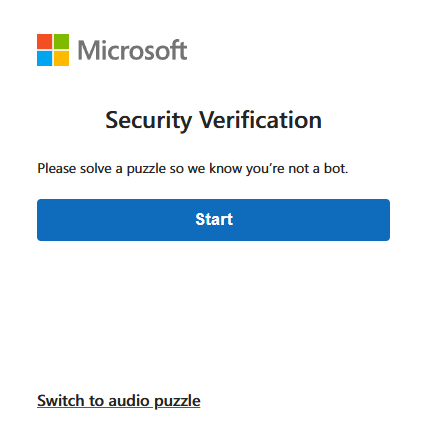 Microsoft
Security Verification
Please solve a puzzle so we know you’re not a bot.
Start
Switch to audio puzzle